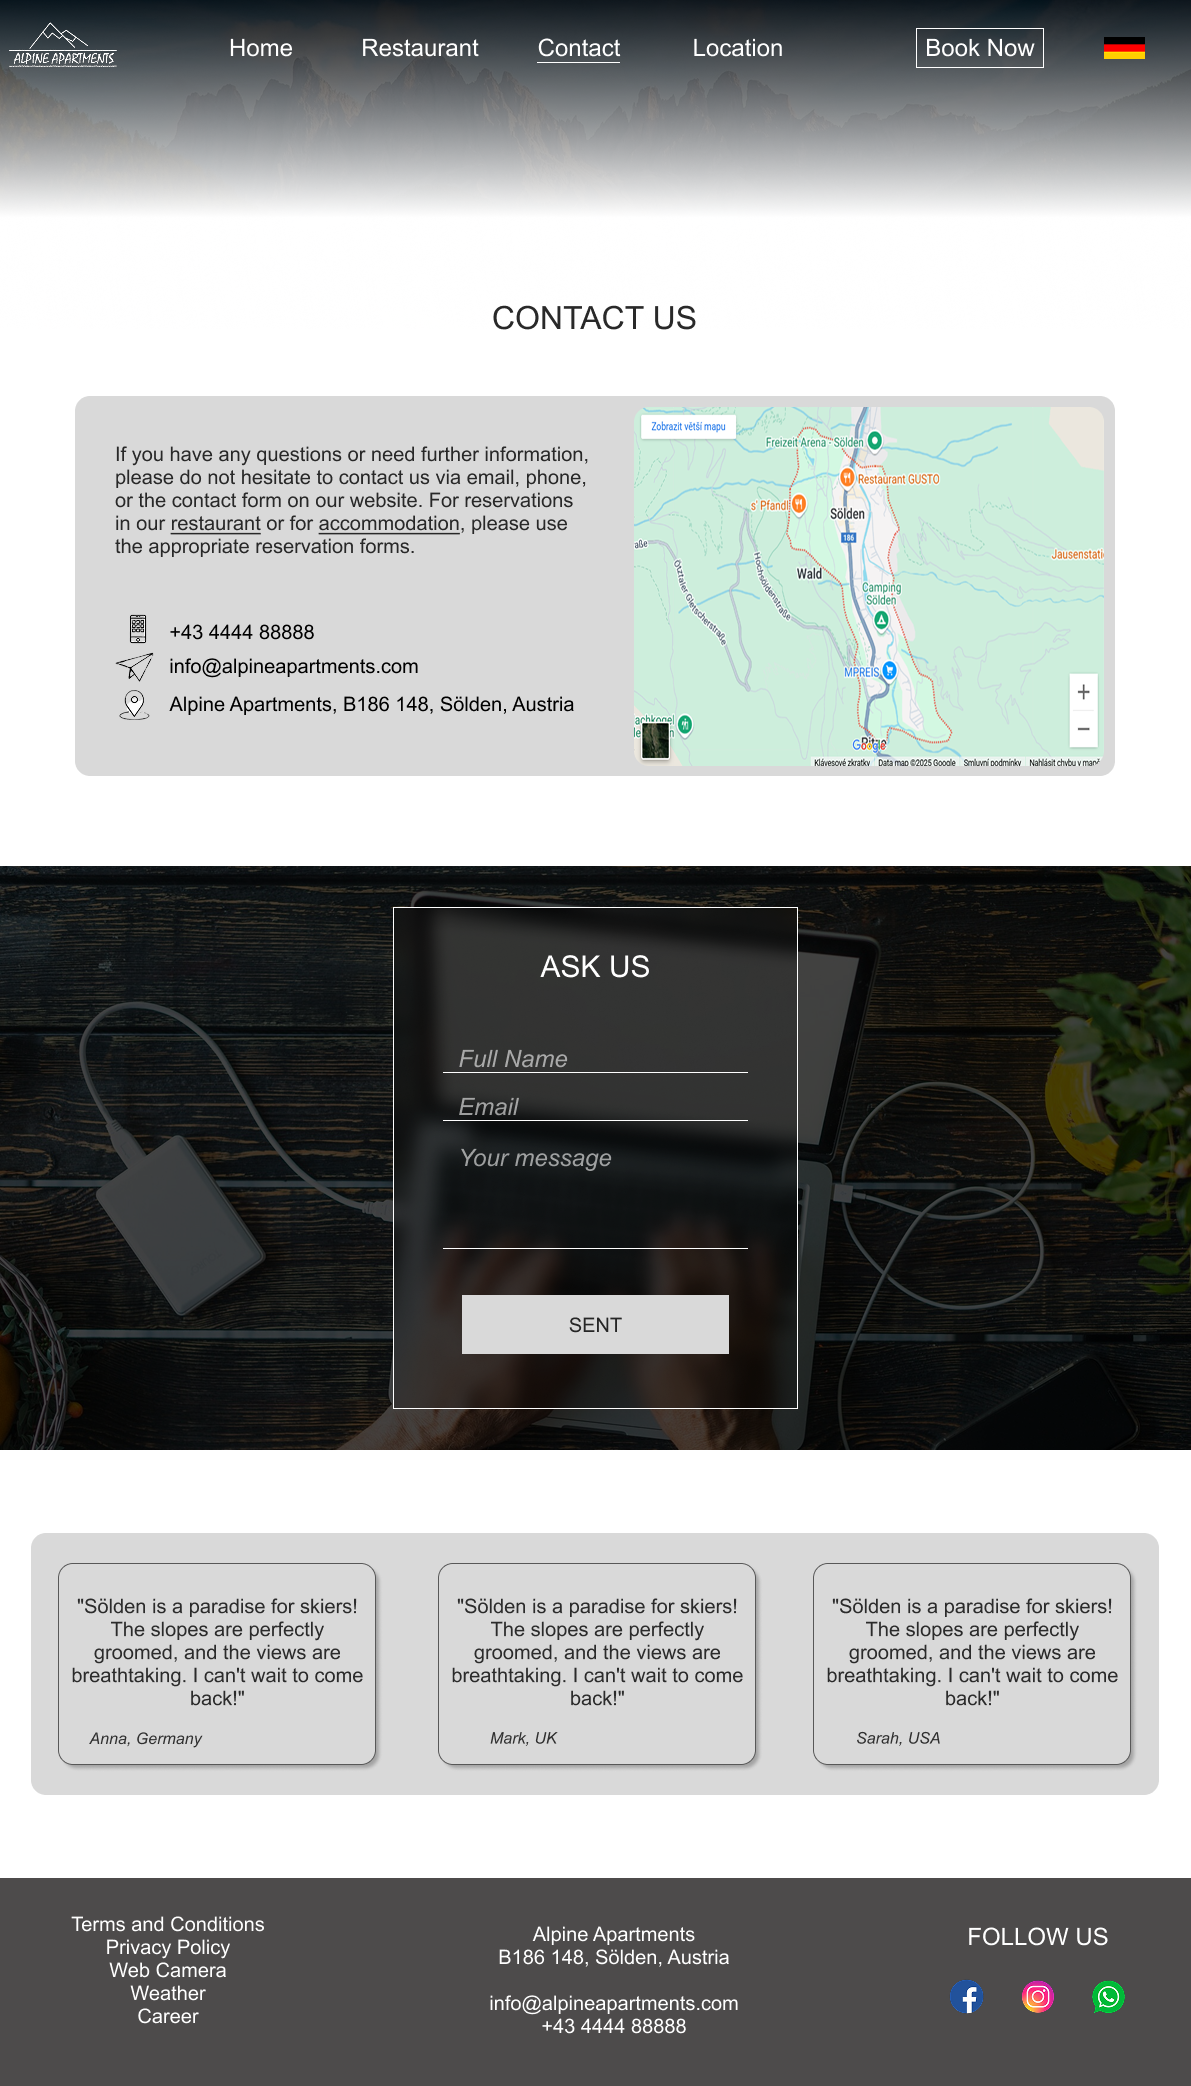 ALPINE APARTMENTS
Home
Restaurant
Contact
Location
Book Now
CONTACT US
If you have any questions or need further information,
please do not hesitate to contact us via email, phone,
or the contact form on our website. For reservations
in our restaurant or for accommodation, please use
the appropriate reservation forms.
+43 4444 88888
info@alpineapartments.com
Alpine Apartments, B186 148, Sölden, Austria
Zobrazit větší mapu
Freizeit Arena - Sölden
Restaurant GUSTO
s' Pfandl
Sölden
186
aße
Wald
Jausenstati
Ötztaler Gletscherstraße
Hochsöldenstraße
Camping
Sölden
MPREIS
achkogel
Google
Klávesové zkratky
Data map ©2025 Google
Smluvní podmínky
Nahlásit chybu v mapě
ASK US
Full Name
Email
Your message
SENT
"Sölden is a paradise for skiers!
The slopes are perfectly
groomed, and the views are
breathtaking. I can't wait to come
back!"
Anna, Germany
"Sölden is a paradise for skiers!
The slopes are perfectly
groomed, and the views are
breathtaking. I can't wait to come
back!"
Mark, UK
"Sölden is a paradise for skiers!
The slopes are perfectly
groomed, and the views are
breathtaking. I can't wait to come
back!"
Sarah, USA
Terms and Conditions
Privacy Policy
Web Camera
Weather
Career
Alpine Apartments
B186 148, Sölden, Austria
info@alpineapartments.com
+43 4444 88888
FOLLOW US